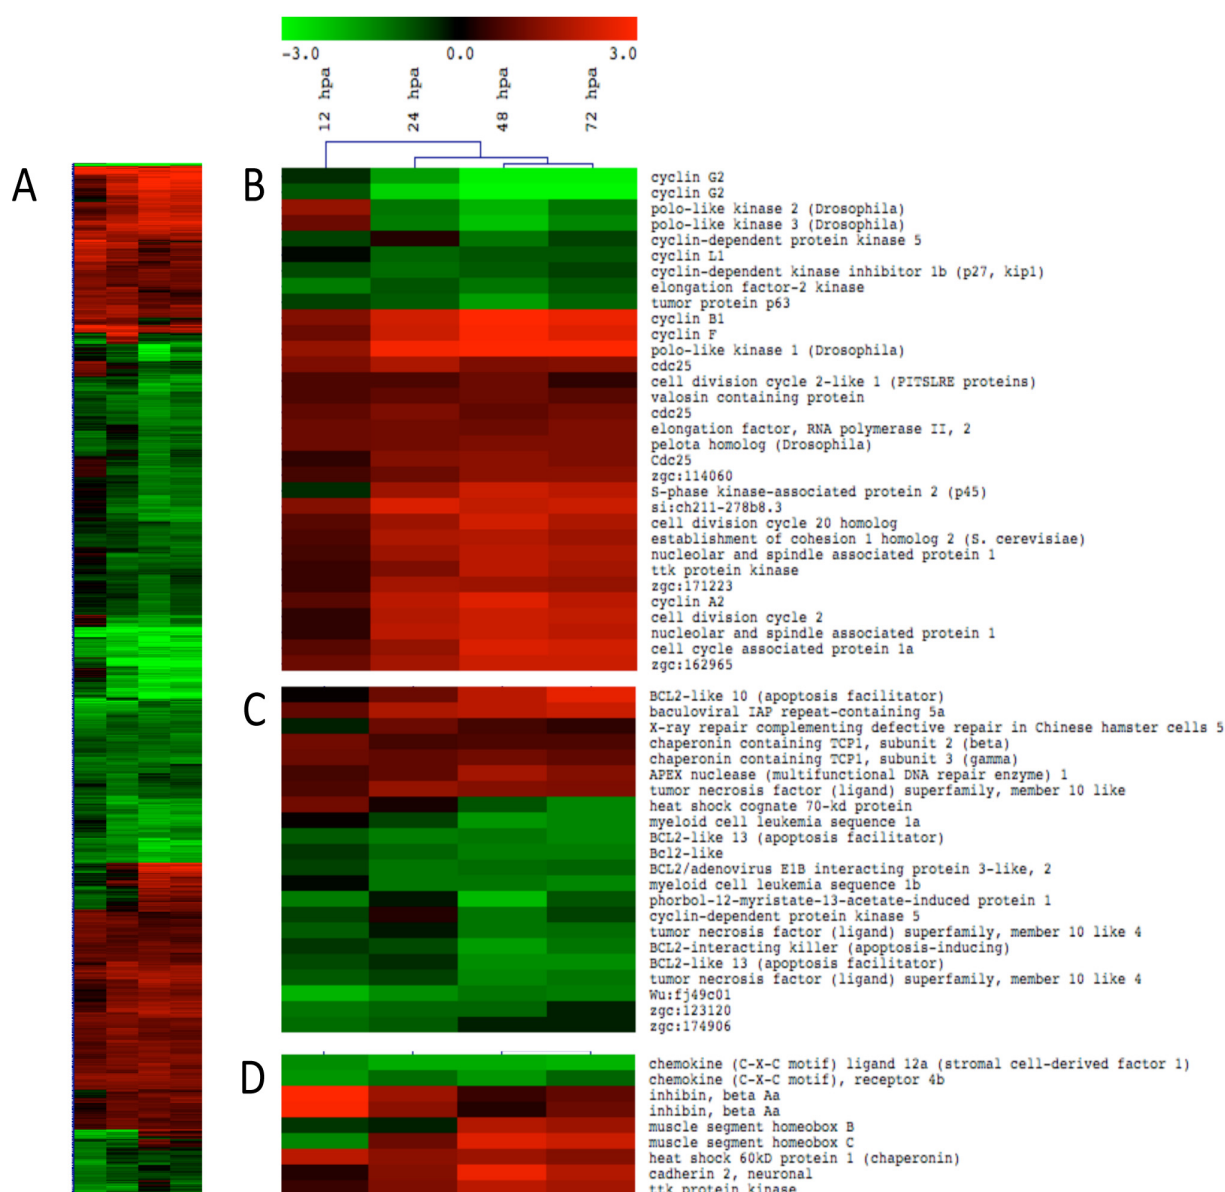 -3.0 0.0 3.0
12 hpa
24 hpa
48 hpa
72 hpa
A
B
cyclin G2
cyclin G2
polo-like kinase 2 (Drosophila)
polo-like kinase 3 (Drosophila)
cyclin-dependent protein kinase 5
cyclin L1
cyclin-dependent kinase inhibitor 1b (p27, kip1)
elongation factor-2 kinase
tumor protein p63
cyclin B1
cyclin F
polo-like kinase 1 (Drosophila)
cdc25
cell division cycle 2-like 1 (PITSLRE proteins)
valosin containing protein
cdc25
elongation factor, RNA polymerase II, 2
pelota homolog (Drosophila)
Cdc25
zgc:114060
S-phase kinase-associated protein 2 (p45)
si:ch211-278b8.3
cell division cycle 20 homolog
establishment of cohesion 1 homolog 2 (S. cerevisiae)
nucleolar and spindle associated protein 1
ttk protein kinase
zgc:171223
cyclin A2
cell division cycle 2
nucleolar and spindle associated protein 1
cell cycle associated protein 1a
zgc:162965
C
BCL2-like 10 (apoptosis facilitator)
baculoviral IAP repeat-containing 5a
X-ray repair complementing defective repair in Chinese hamster cells 5
chaperonin containing TCP1, subunit 2 (beta)
chaperonin containing TCP1, subunit 3 (gamma)
APEX nuclease (multifunctional DNA repair enzyme) 1
tumor necrosis factor (ligand) superfamily, member 10 like
heat shock cognate 70-kd protein
myeloid cell leukemia sequence 1a
BCL2-like 13 (apoptosis facilitator)
Bcl2-like
BCL2/adenovirus E1B interacting protein 3-like, 2
myeloid cell leukemia sequence 1b
phorbol-12-myristate-13-acetate-induced protein 1
cyclin-dependent protein kinase 5
tumor necrosis factor (ligand) superfamily, member 10 like 4
BCL2-interacting killer (apoptosis-inducing)
BCL2-like 13 (apoptosis facilitator)
tumor necrosis factor (ligand) superfamily, member 10 like 4
Wu:fj49c01
zgc:123120
zgc:174906
D
chemokine (C-X-C motif) ligand 12a (stromal cell-derived factor 1)
chemokine (C-X-C motif), receptor 4b
inhibin, beta Aa
inhibin, beta Aa
muscle segment homeobox B
muscle segment homeobox C
heat shock 60kD protein 1 (chaperonin)
cadherin 2, neuronal
ttk protein kinase